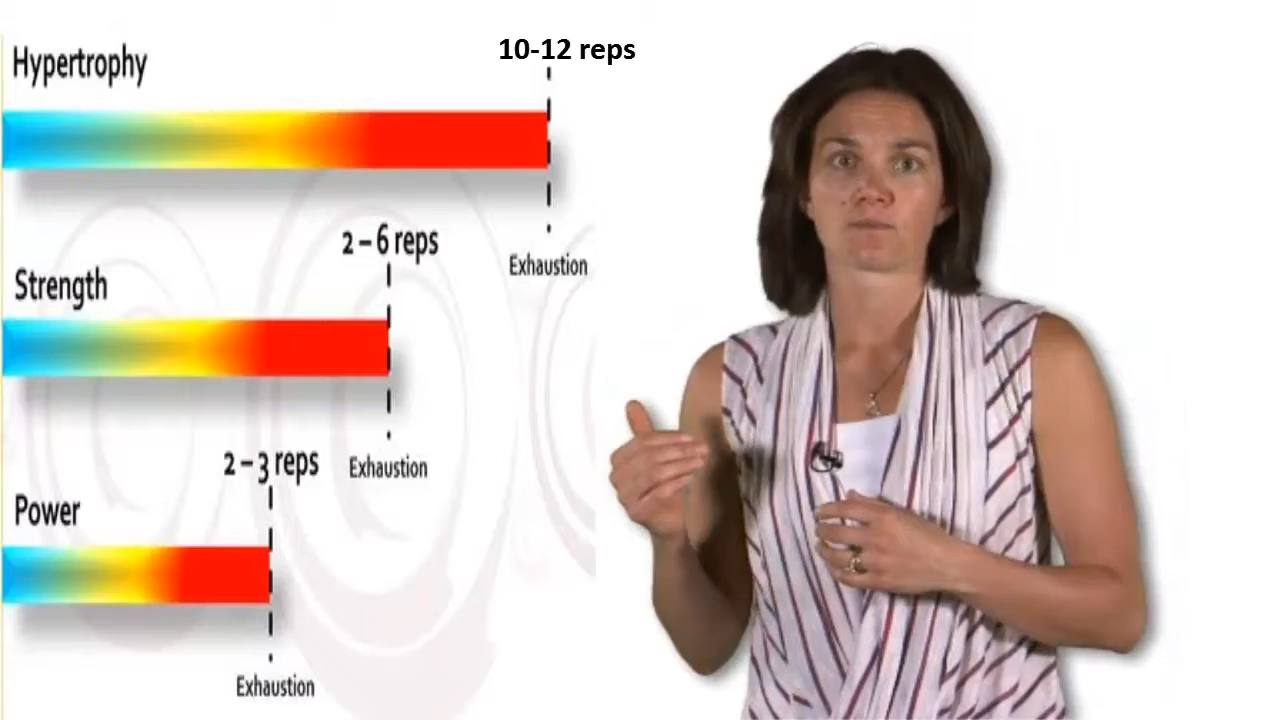 10-12 reps
Hypertrophy
Exhaustion
2 – 6 reps
Strength
Exhaustion
2 – 3 reps
Power
Exhaustion